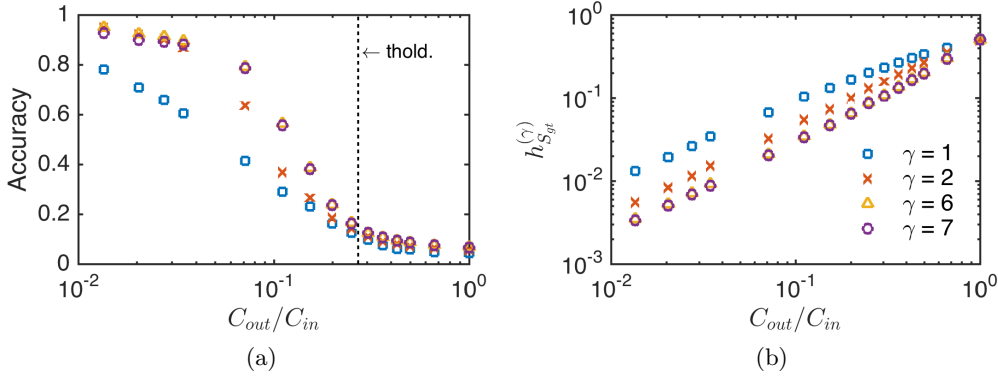 1
0.8
0.6
0.4
0.2
0
Accuracy
← thold.
10^-2
10^-1
10^0
C_out/C_in
(a)
10^0
10^-1
10^-2
10^-3
h_{S_gt}^{(γ)}
γ = 1
γ = 2
γ = 6
γ = 7
10^-2
10^-1
10^0
C_out/C_in
(b)